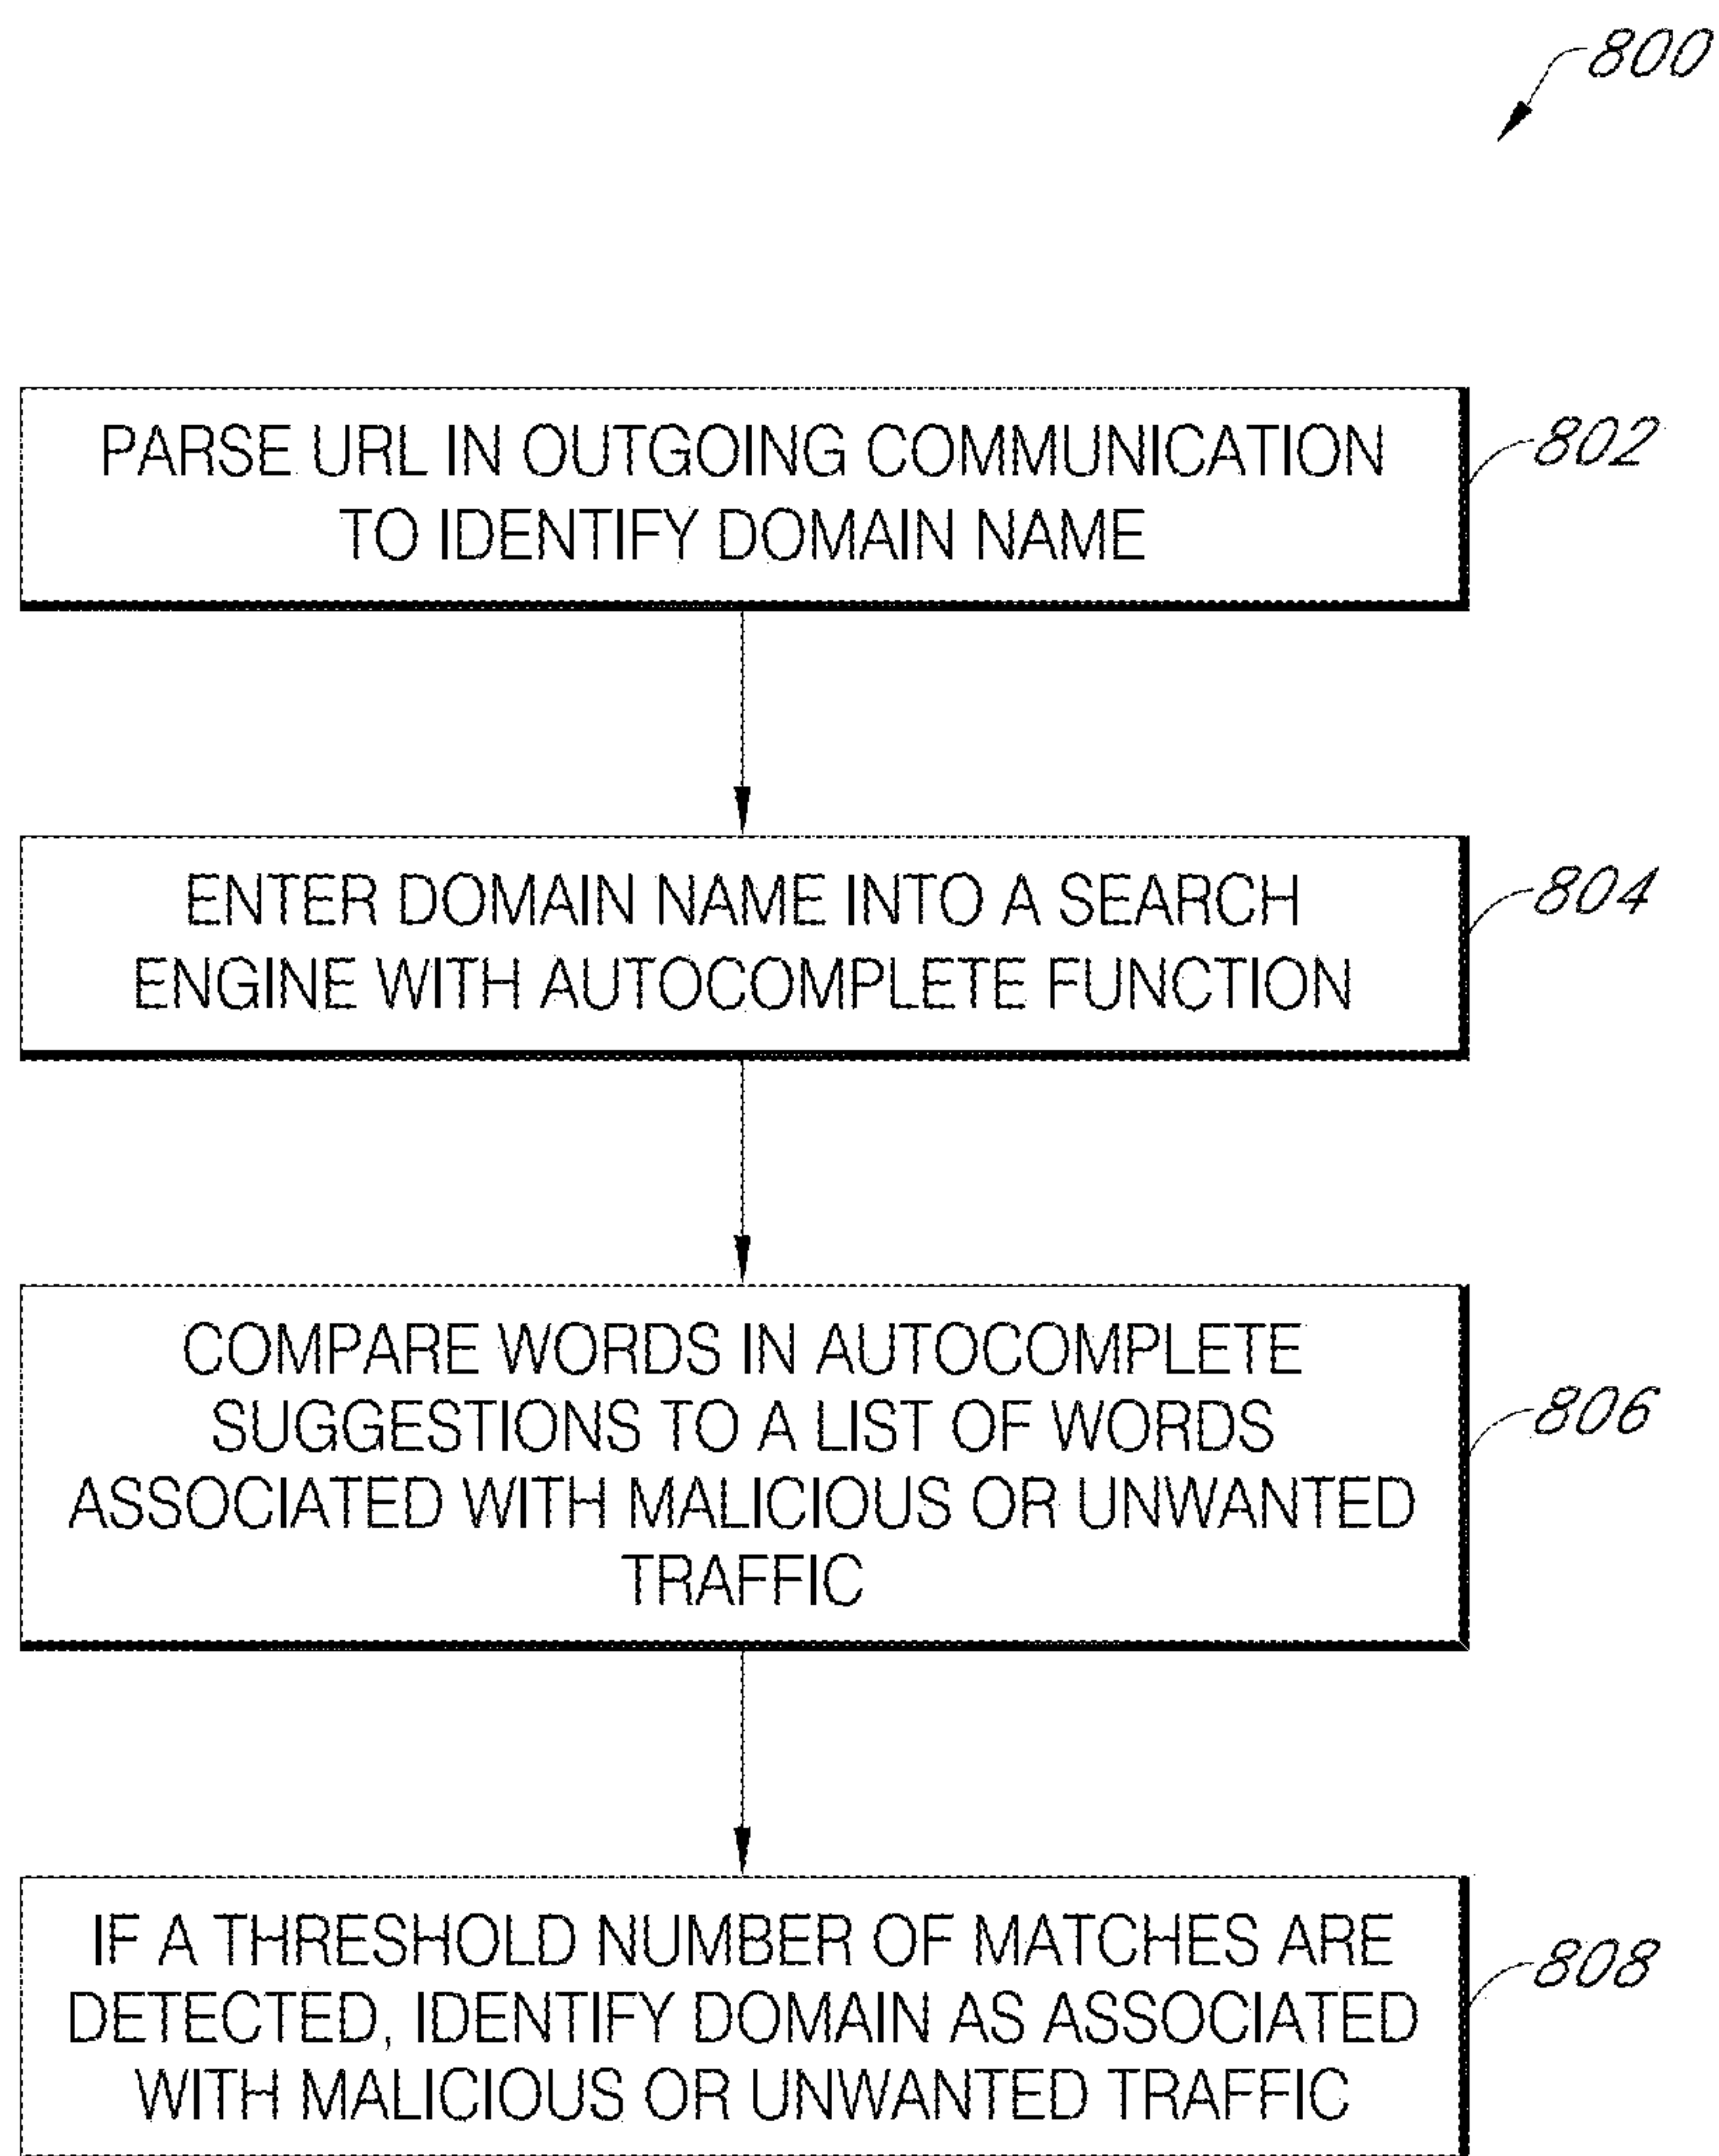 800
PARSE URL IN OUTGOING COMMUNICATION
TO IDENTIFY DOMAIN NAME
802
ENTER DOMAIN NAME INTO A SEARCH
ENGINE WITH AUTOCOMPLETE FUNCTION
804
COMPARE WORDS IN AUTOCOMPLETE
SUGGESTIONS TO A LIST OF WORDS
ASSOCIATED WITH MALICIOUS OR UNWANTED
TRAFFIC
806
IF A THRESHOLD NUMBER OF MATCHES ARE
DETECTED, IDENTIFY DOMAIN AS ASSOCIATED
WITH MALICIOUS OR UNWANTED TRAFFIC
808